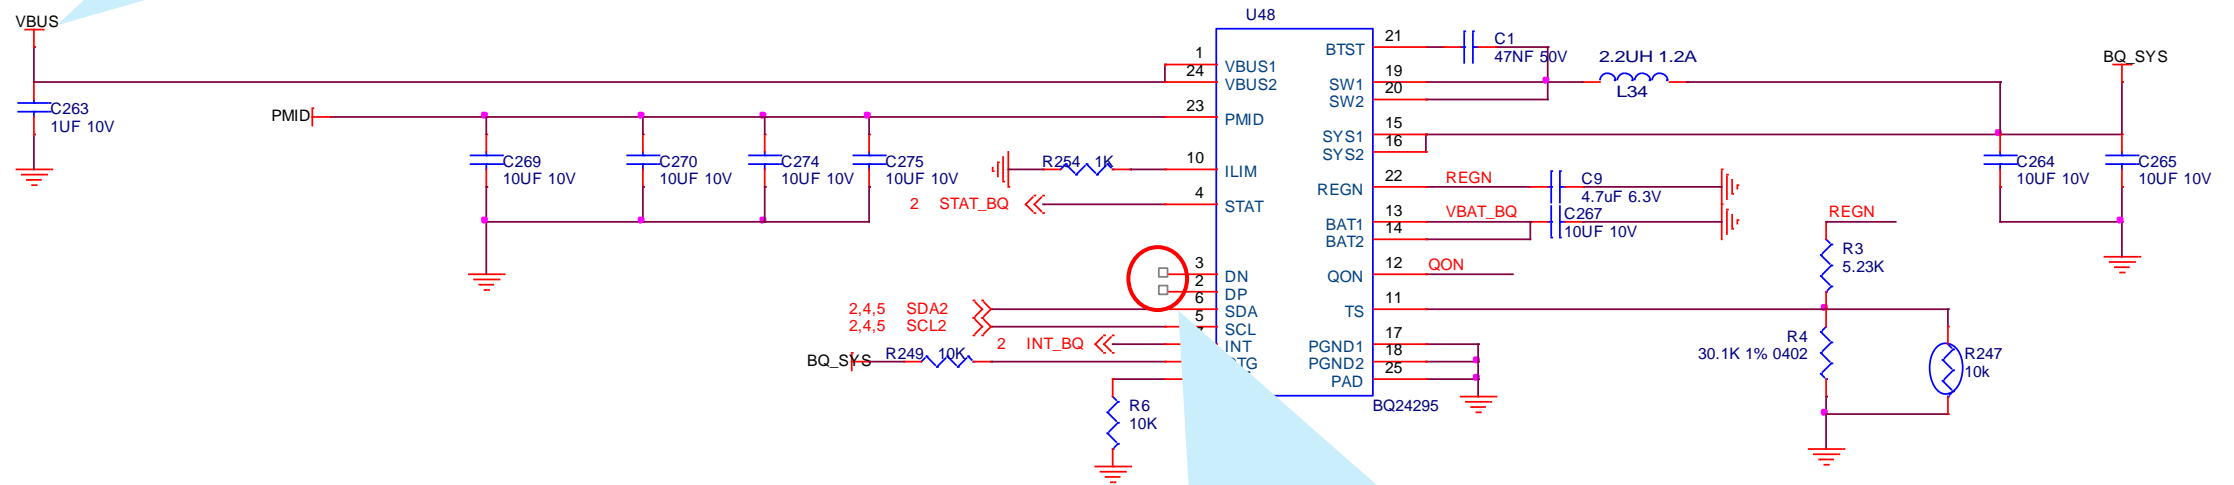 VBUS
C263
1UF 10V
PMID
C269
10UF 10V
C270
10UF 10V
C274
10UF 10V
C275
10UF 10V
R254 1K
2 STAT_BQ
2,4,5 SDA2
2,4,5 SCL2
2 INT_BQ
BQ_SYS
R249 10K
R6
10K
U48
1
24
23
10
4
3
2
6
5
VBUS1
VBUS2
PMID
ILIM
STAT
DN
DP
SDA
SCL
INT
TG
BTST
SW1
SW2
SYS1
SYS2
REGN
BAT1
BAT2
QON
TS
PGND1
PGND2
PAD
BQ24295
21
19
20
15
16
22
13
14
12
11
17
18
25
C1
47NF 50V
2.2UH 1.2A
L34
BQ_SYS
C264
10UF 10V
C265
10UF 10V
REGN
C9
4.7uF 6.3V
VBAT_BQ
C267
10UF 10V
QON
REGN
R3
5.23K
R4
30.1K 1% 0402
R247
10k